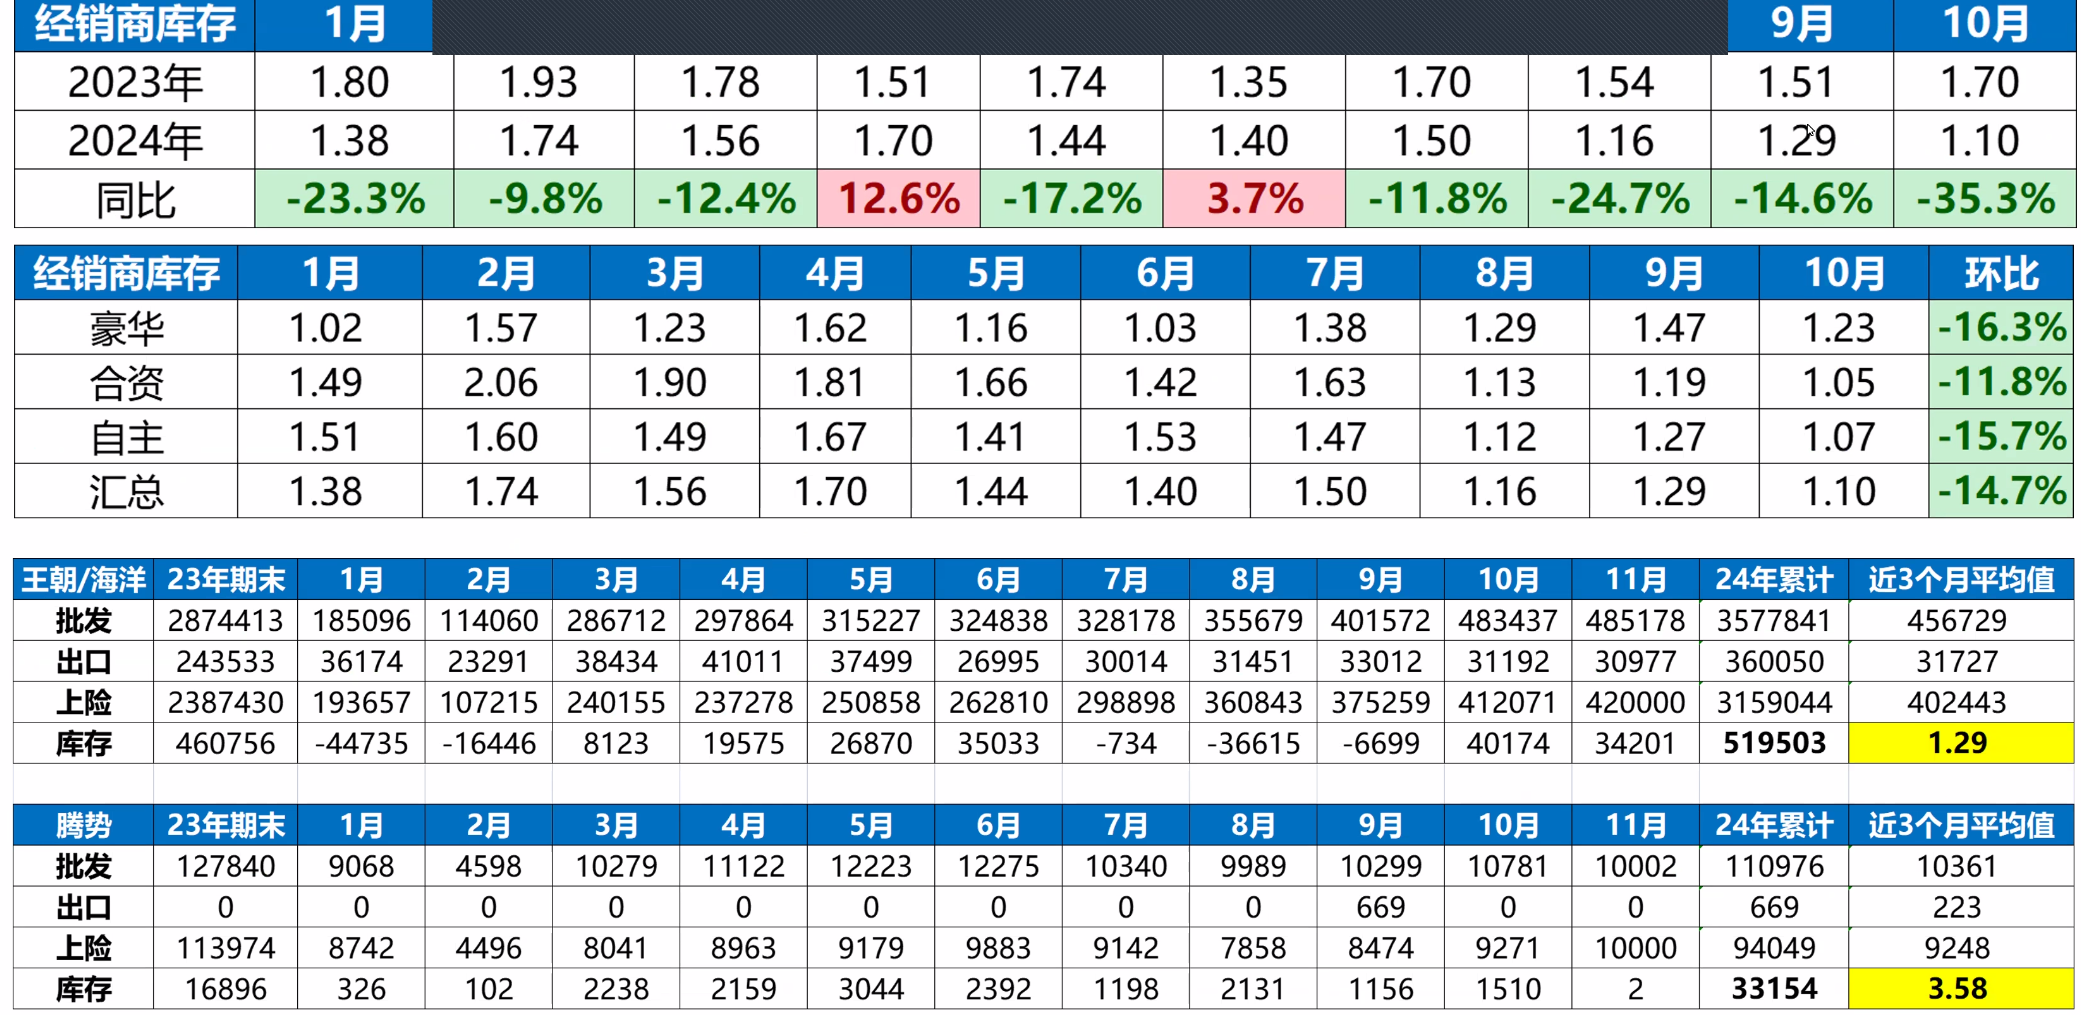 经销商库存 1月 9月 10月
2023年 1.80 1.93 1.78 1.51 1.74 1.35 1.70 1.54 1.51 1.70
2024年 1.38 1.74 1.56 1.70 1.44 1.40 1.50 1.16 1.29 1.10
同比 -23.3% -9.8% -12.4% 12.6% -17.2% 3.7% -11.8% -24.7% -14.6% -35.3%
经销商库存 1月 2月 3月 4月 5月 6月 7月 8月 9月 10月 环比
豪华 1.02 1.57 1.23 1.62 1.16 1.03 1.38 1.29 1.47 1.23 -16.3%
合资 1.49 2.06 1.90 1.81 1.66 1.42 1.63 1.13 1.19 1.05 -11.8%
自主 1.51 1.60 1.49 1.67 1.41 1.53 1.47 1.12 1.27 1.07 -15.7%
汇总 1.38 1.74 1.56 1.70 1.44 1.40 1.50 1.16 1.29 1.10 -14.7%
王朝/海洋 23年期末 1月 2月 3月 4月 5月 6月 7月 8月 9月 10月 11月 24年累计 近3个月平均值
批发 2874413 185096 114060 286712 297864 315227 324838 328178 355679 401572 483437 485178 3577841 456729
出口 243533 36174 23291 38434 41011 37499 26995 30014 31451 33012 31192 30977 360050 31727
上险 2387430 193657 107215 240155 237278 250858 262810 298898 360843 375259 412071 420000 3159044 402443
库存 460756 -44735 -16446 8123 19575 26870 35033 -734 -36615 -6699 40174 34201 519503 1.29
腾势 23年期末 1月 2月 3月 4月 5月 6月 7月 8月 9月 10月 11月 24年累计 近3个月平均值
批发 127840 9068 4598 10279 11122 12223 12275 10340 9989 10299 10781 10002 110976 10361
出口 0 0 0 0 0 0 0 0 0 669 0 0 669 223
上险 113974 8742 4496 8041 8963 9179 9883 9142 7858 8474 9271 10000 94049 9248
库存 16896 326 102 2238 2159 3044 2392 1198 2131 1156 1510 2 33154 3.58